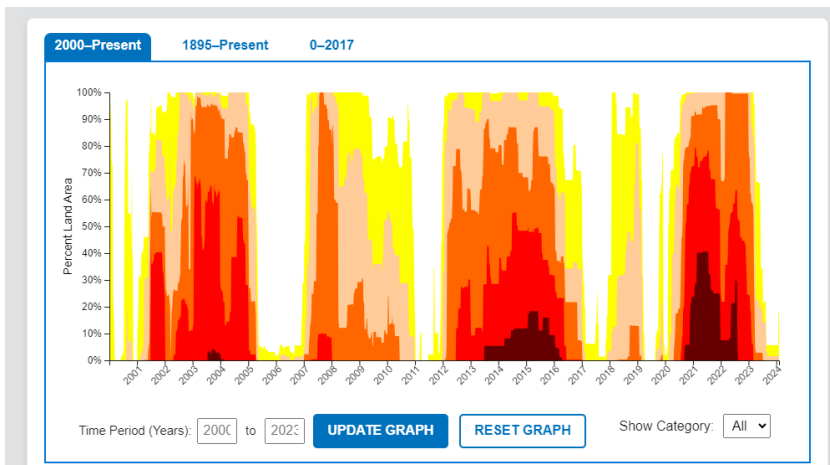 2000–Present 1895–Present 0–2017
100%
90%
80%
70%
60%
50%
40%
30%
20%
10%
0%
Percent Land Area
2001 2002 2003 2004 2005 2006 2007 2008 2009 2010 2011 2012 2013 2014 2015 2016 2017 2018 2019 2020 2021 2022 2023 2024
Time Period (Years): 2000 to 2023 UPDATE GRAPH RESET GRAPH Show Category: All